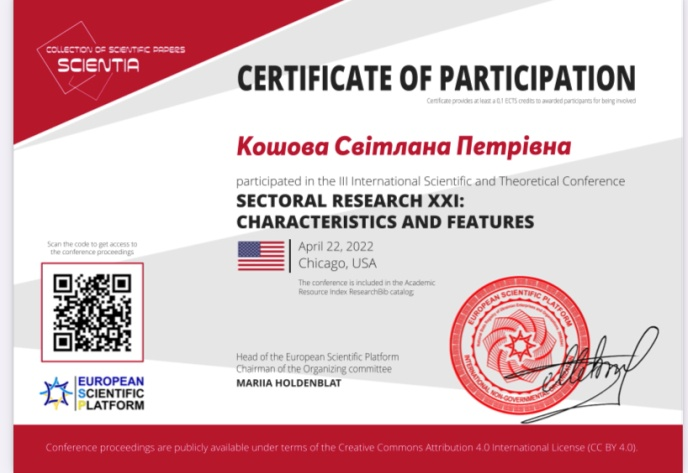 COLLECTION OF SCIENTIFIC PAPERS
SCIENTIA
CERTIFICATE OF PARTICIPATION
Certificate provides at least a 0,1 ECTS credits to awarded participants for being involved
Кошова Світлана Петрівна
participated in the III International Scientific and Theoretical Conference
SECTORAL RESEARCH XXI:
CHARACTERISTICS AND FEATURES
April 22, 2022
Chicago, USA
The conference is included in the Academic
Resource Index ResearchBib catalog.
Scan the code to get access to
the conference proceedings
EUROPEAN
SCIENTIFIC
PLATFORM
Head of the European Scientific Platform
Chairman of the Organizing committee
MARIIA HOLDENBLAT
EUROPEAN SCIENTIFIC PLATFORM
INTERNATIONAL NON-GOVERNMENTAL
Conference proceedings are publicly available under terms of the Creative Commons Attribution 4.0 International License (CC BY 4.0).